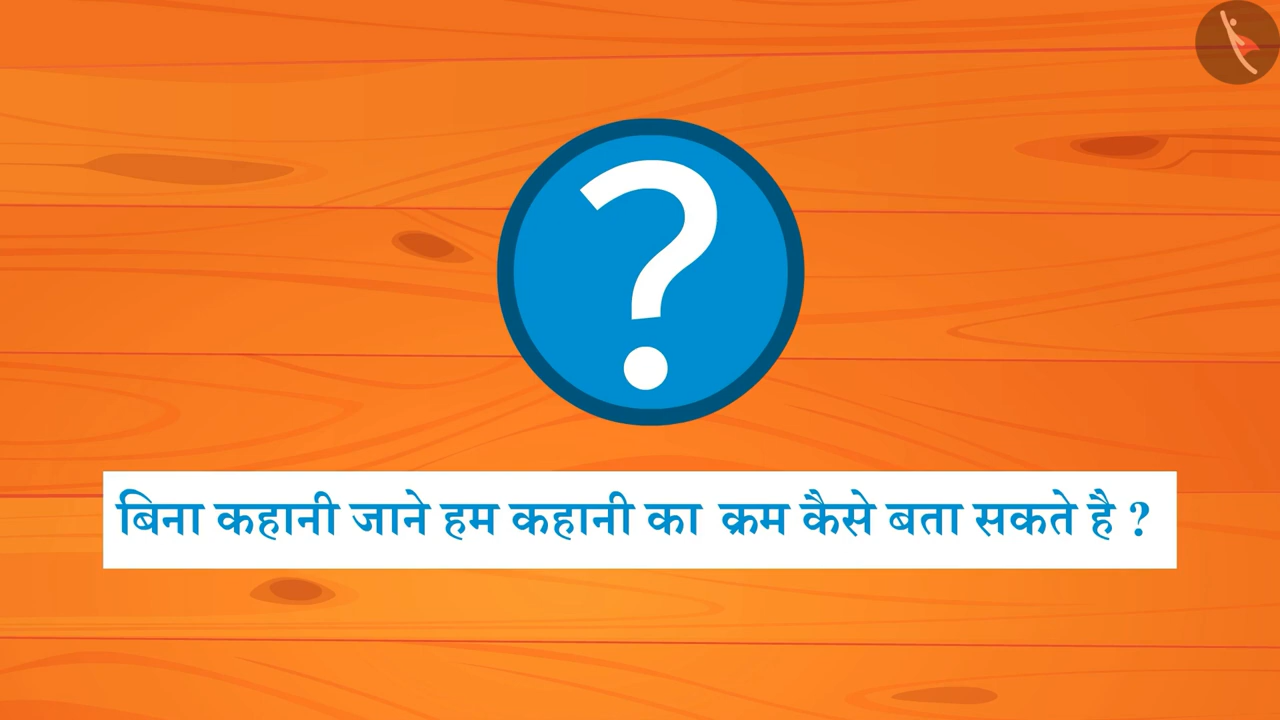 बिना कहानी जाने हम कहानी का क्रम कैसे बता सकते है ?